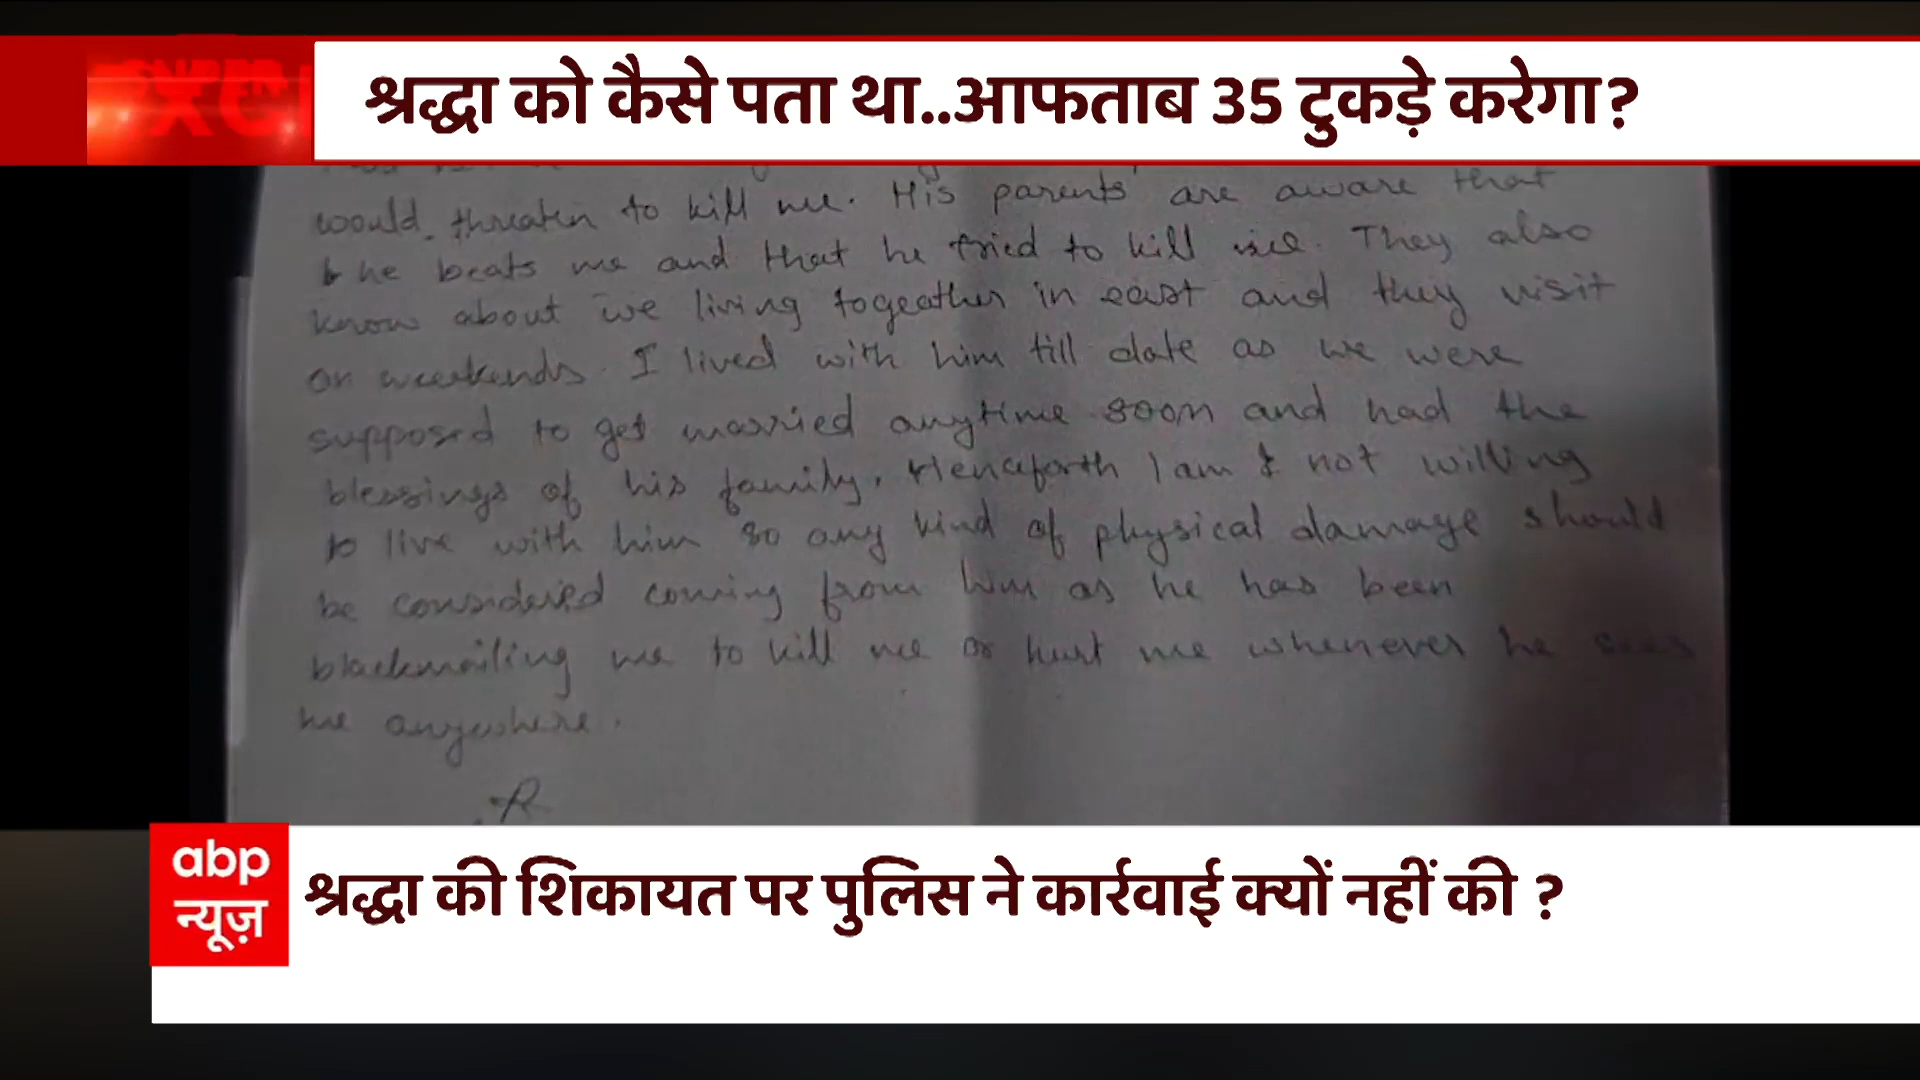 श्रद्धा को कैसे पता था..आफताब 35 टुकड़े करेगा?
would threaten to kill me. His parents are aware that
he beats me and that he tried to kill me. They also
know about we living togeather in east and they visit
on weekends. I lived with him till date as we were
supposed to get married anytime soon and had the
blessings of his family. Henceforth I am not willing
to live with him so any kind of physical damage should
be considered coming from him as he has been
blackmailing me to kill me or hurt me whenever he sees
me anywhere.
abp
न्यूज़
श्रद्धा की शिकायत पर पुलिस ने कार्रवाई क्यों नहीं की ?